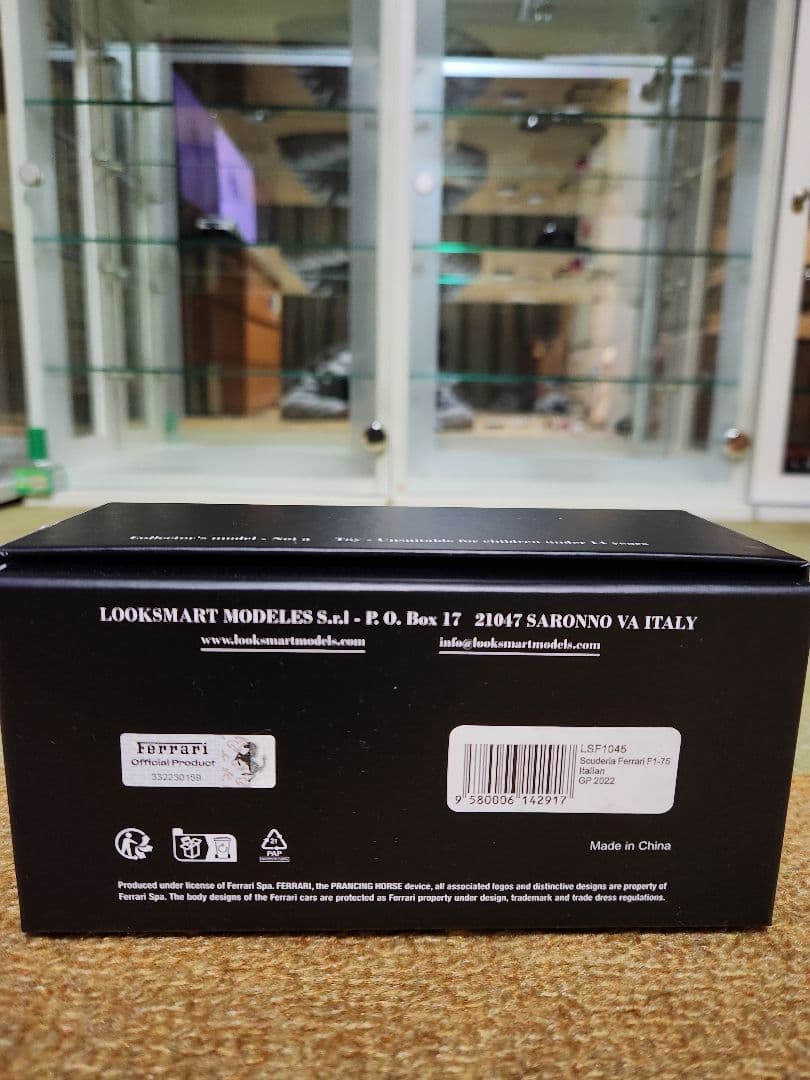 Collector's model - Not a Toy - Unsuitable for children under 14 years
LOOKSMART MODELES S.r.l - P. O. Box 17 21047 SARONNO VA ITALY
www.looksmartmodels.com info@looksmartmodels.com
Ferrari
Official Product
332230159
LSF1045
Scuderia Ferrari F1-75
Italian
GP 2022
9 580006 142917
21
PAP
Made in China
Produced under license of Ferrari Spa. FERRARI, the PRANCING HORSE device, all associated logos and distinctive designs are property of
Ferrari Spa. The body designs of the Ferrari cars are protected as Ferrari property under design, trademark and trade dress regulations.